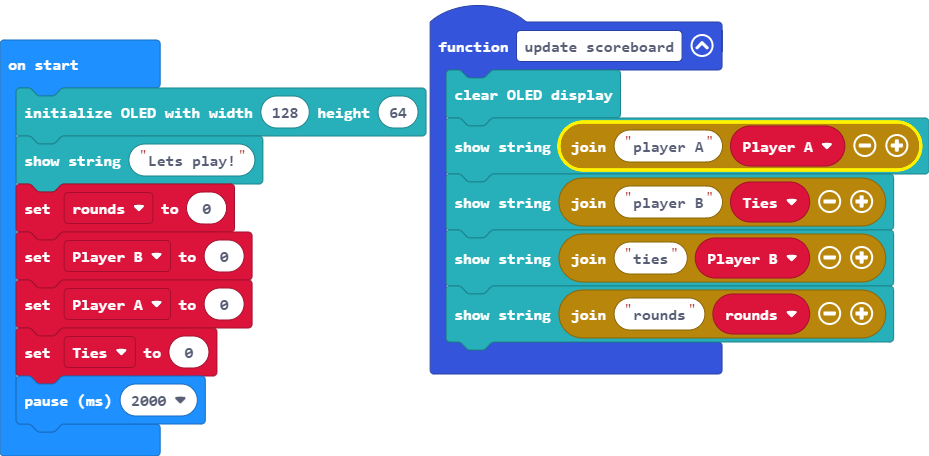 on start
initialize OLED with width 128 height 64
show string "Lets play!"
set rounds to 0
set Player B to 0
set Player A to 0
set Ties to 0
pause (ms) 2000
function update scoreboard
clear OLED display
show string join "player A" Player A
show string join "player B" Ties
show string join "ties" Player B
show string join "rounds" rounds